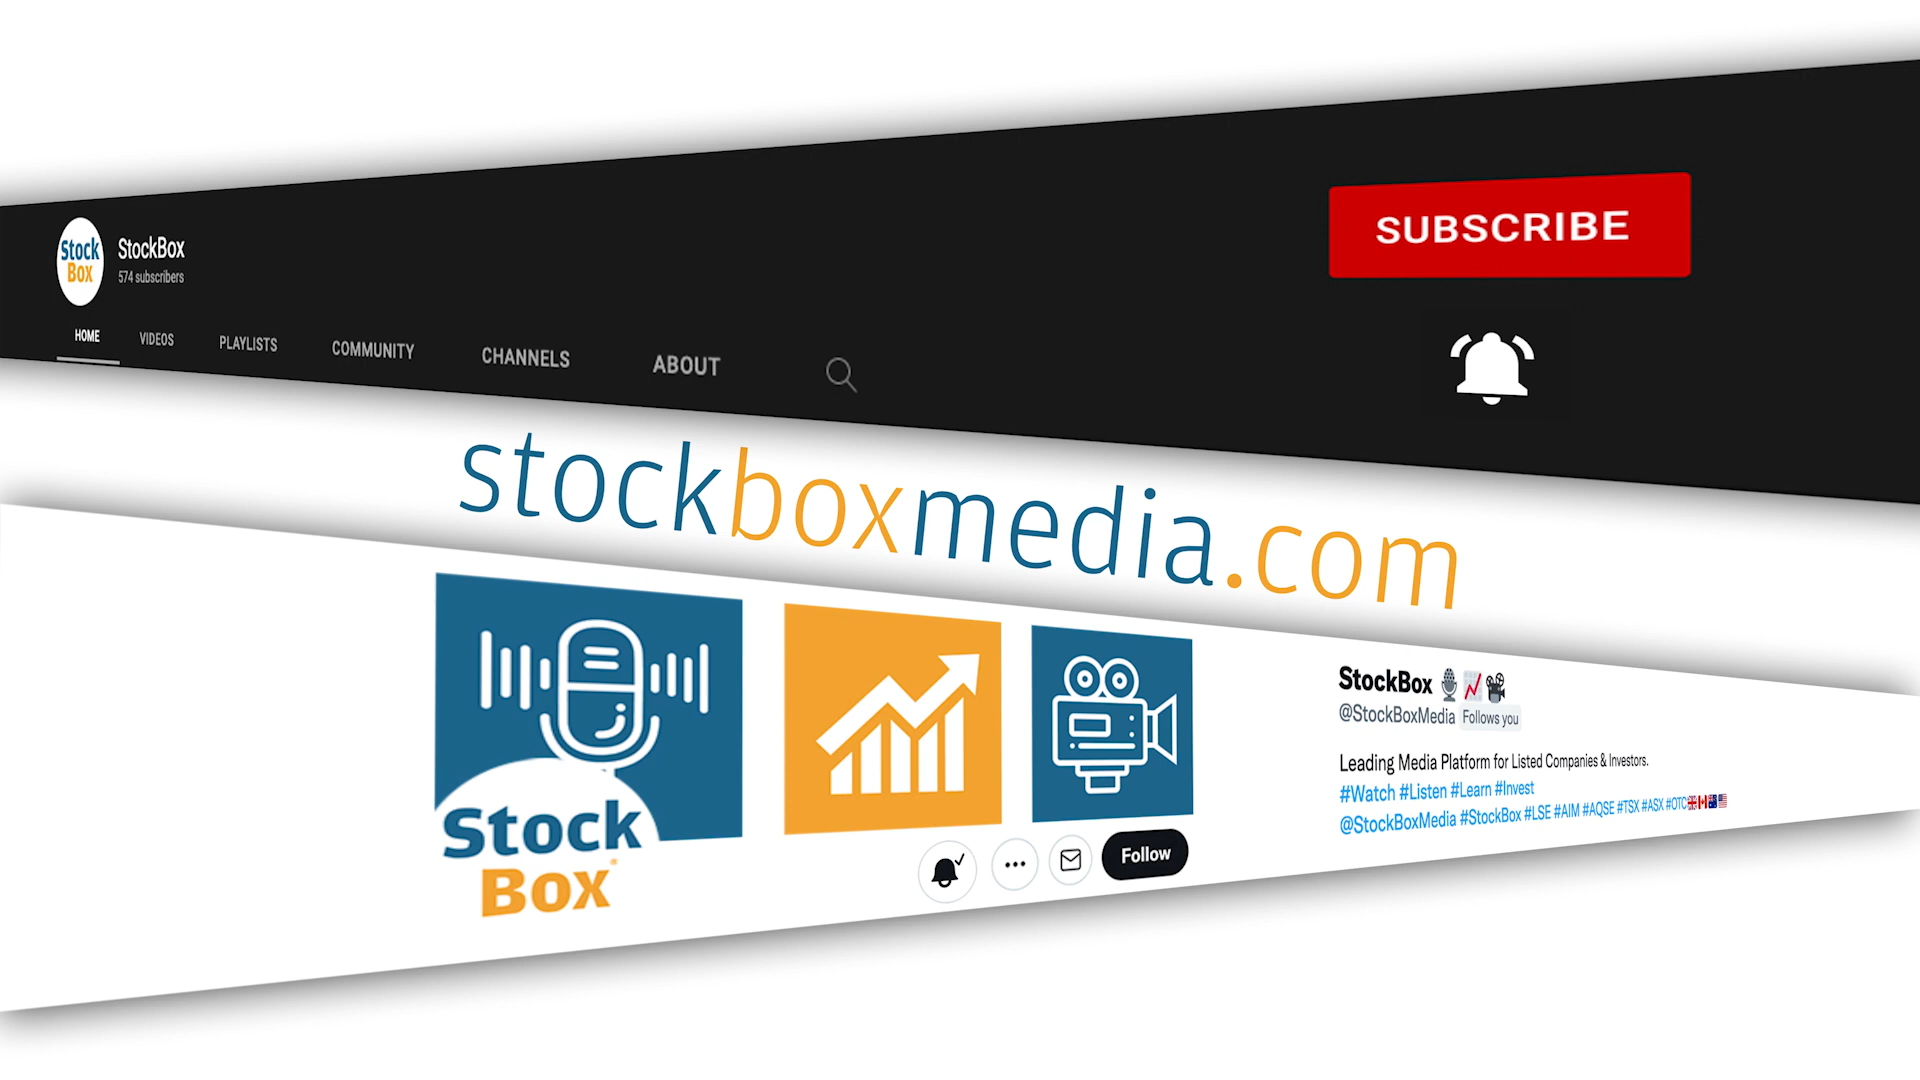 Stock
Box
StockBox
574 subscribers
SUBSCRIBE
HOME VIDEOS PLAYLISTS COMMUNITY CHANNELS ABOUT
stockboxmedia.com
Stock
Box
Follow
StockBox
@StockBoxMedia Follows you
Leading Media Platform for Listed Companies & Investors.
#Watch #Listen #Learn #Invest
@StockBoxMedia #StockBox #LSE #AIM #AQSE #TSX #ASX #OTC